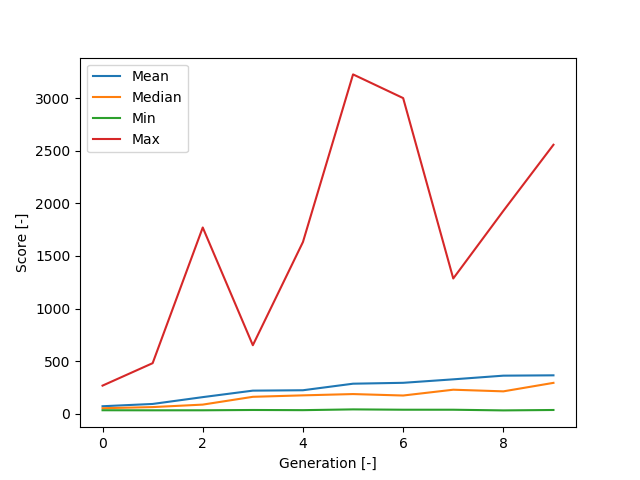 Mean
Median
Min
Max
3000
2500
2000
1500
1000
500
0
Score [-]
0 2 4 6 8
Generation [-]